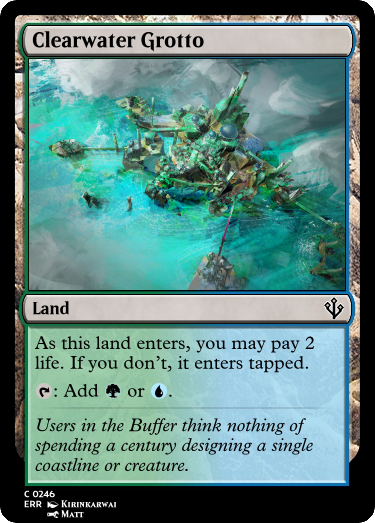 Clearwater Grotto
Land
As this land enters, you may pay 2
life. If you don't, it enters tapped.
: Add or .
Users in the Buffer think nothing of
spending a century designing a single
coastline or creature.
C 0246
ERR Kirinkarwai
Matt